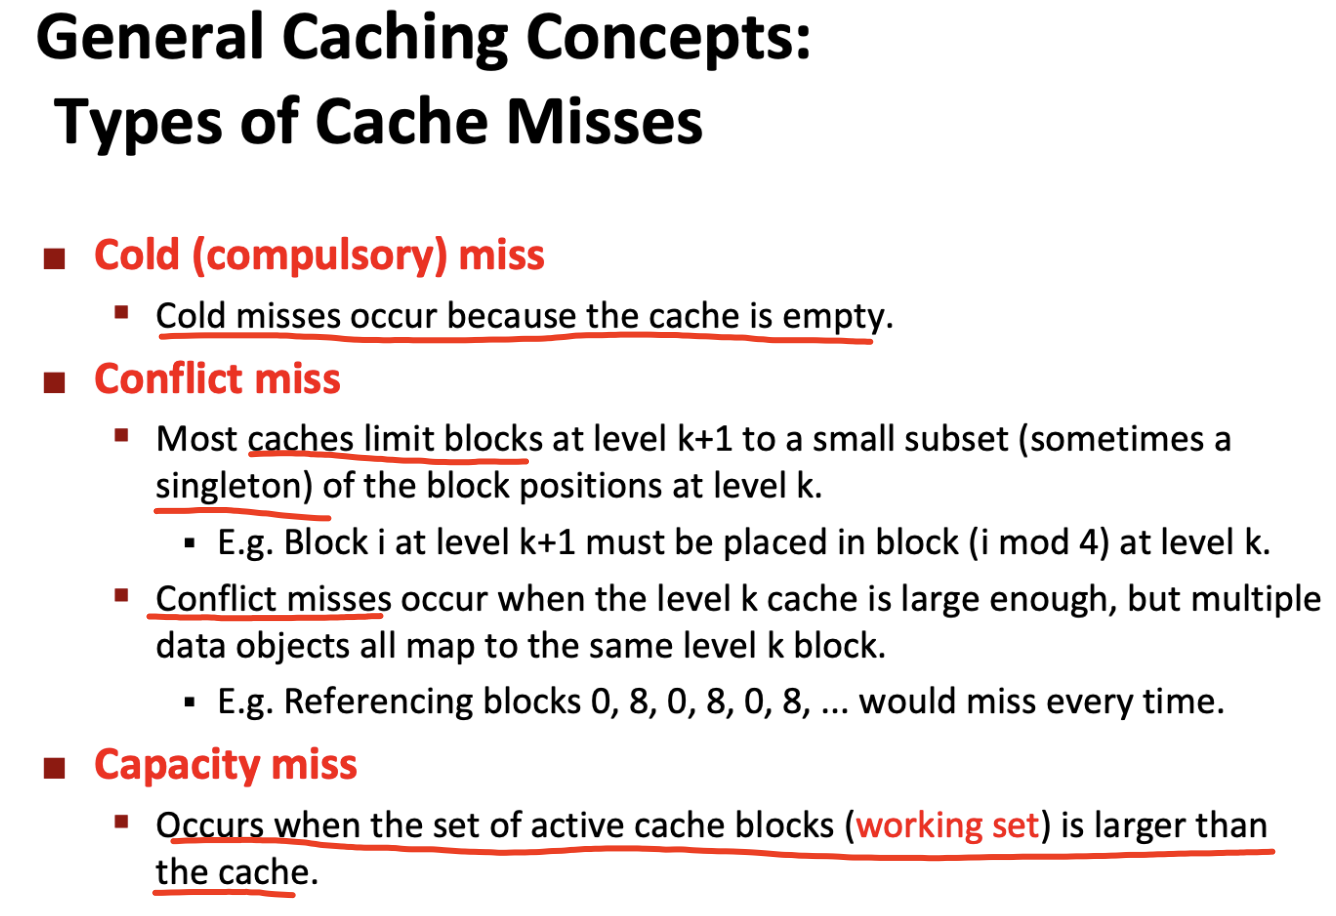 General Caching Concepts:
Types of Cache Misses
Cold (compulsory) miss
Cold misses occur because the cache is empty.
Conflict miss
Most caches limit blocks at level k+1 to a small subset (sometimes a
singleton) of the block positions at level k.
E.g. Block i at level k+1 must be placed in block (i mod 4) at level k.
Conflict misses occur when the level k cache is large enough, but multiple
data objects all map to the same level k block.
E.g. Referencing blocks 0, 8, 0, 8, 0, 8, ... would miss every time.
Capacity miss
Occurs when the set of active cache blocks (working set) is larger than
the cache.